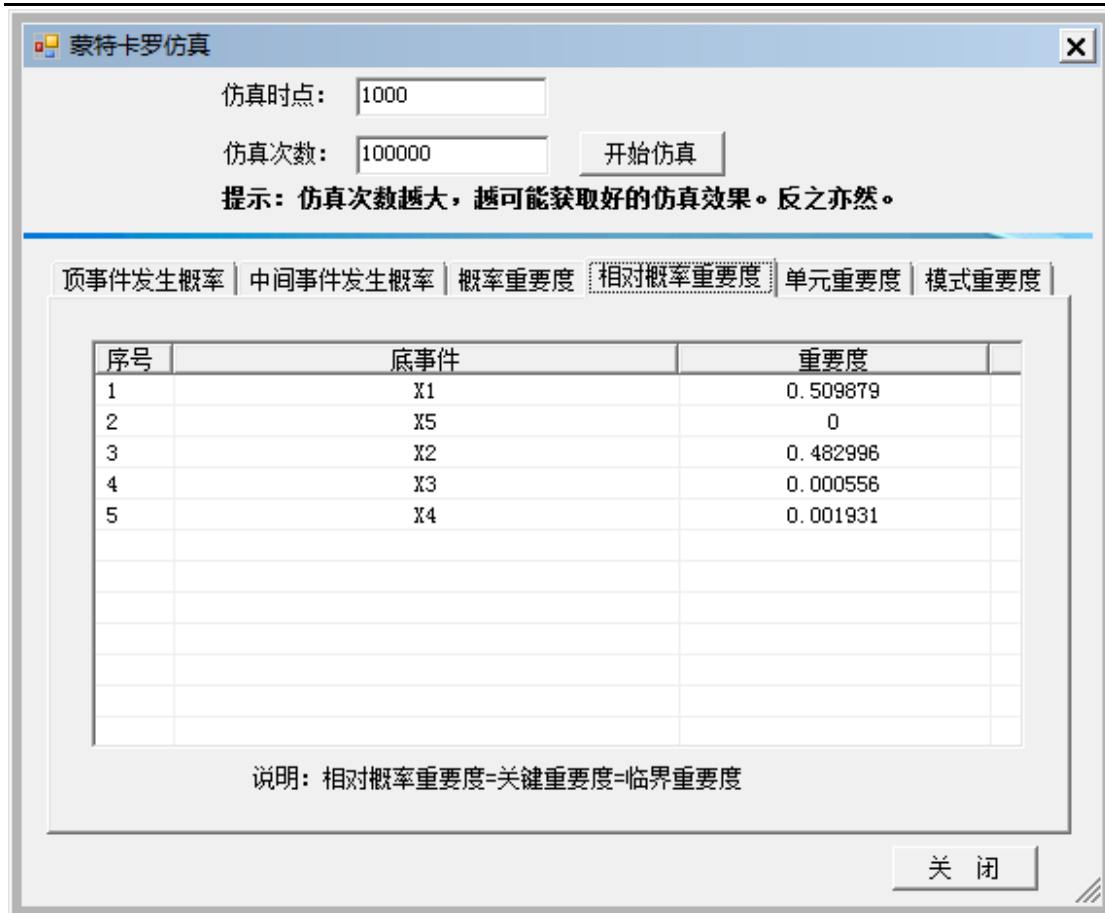 蒙特卡罗仿真
仿真时点： 1000
仿真次数： 100000 开始仿真
提示：仿真次数越大，越可能获取好的仿真效果。反之亦然。
顶事件发生概率 中间事件发生概率 概率重要度 相对概率重要度 单元重要度 模式重要度
序号 底事件 重要度
1 X1 0.509879
2 X5 0
3 X2 0.482996
4 X3 0.000556
5 X4 0.001931
说明：相对概率重要度=关键重要度=临界重要度
关 闭